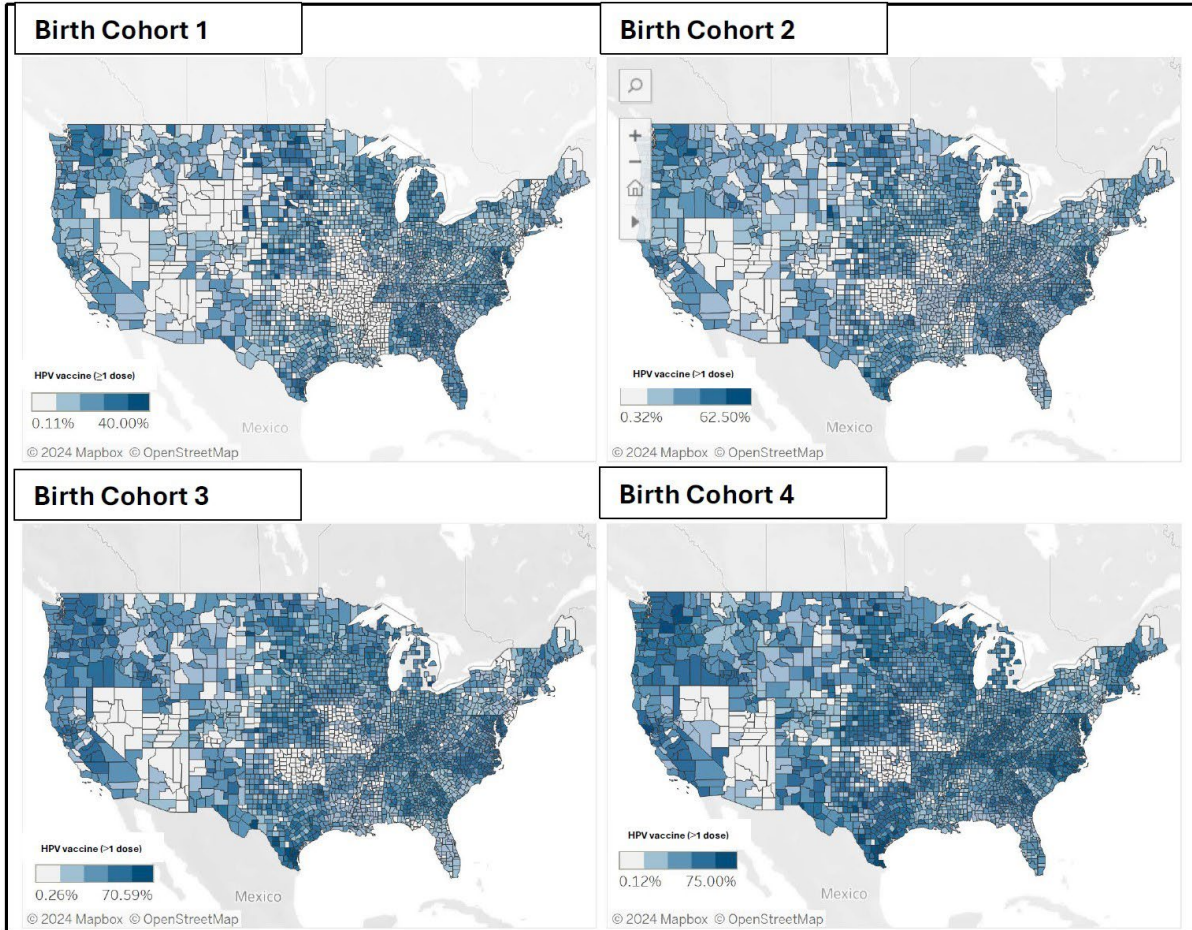 Birth Cohort 1
HPV vaccine (≥1 dose)
0.11% 40.00%
Mexico
© 2024 Mapbox © OpenStreetMap
Birth Cohort 2
HPV vaccine (>1 dose)
0.32% 62.50%
Mexico
© 2024 Mapbox © OpenStreetMap
Birth Cohort 3
HPV vaccine (>1 dose)
0.26% 70.59%
Mexico
© 2024 Mapbox © OpenStreetMap
Birth Cohort 4
HPV vaccine (>1 dose)
0.12% 75.00%
Mexico
© 2024 Mapbox © OpenStreetMap